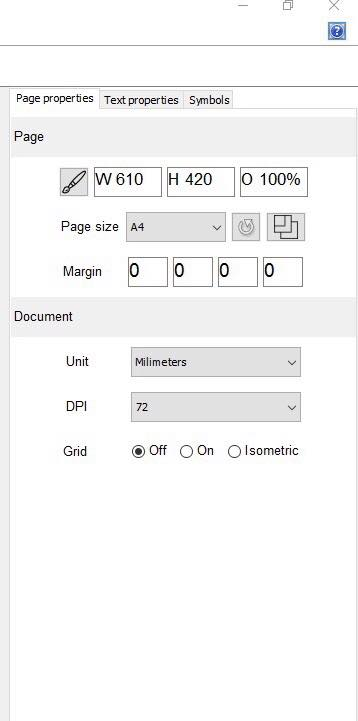 ?
Page properties Text properties Symbols
Page
W 610 H 420 O 100%
Page size A4
Margin 0 0 0 0
Document
Unit Milimeters
DPI 72
Grid Off On Isometric